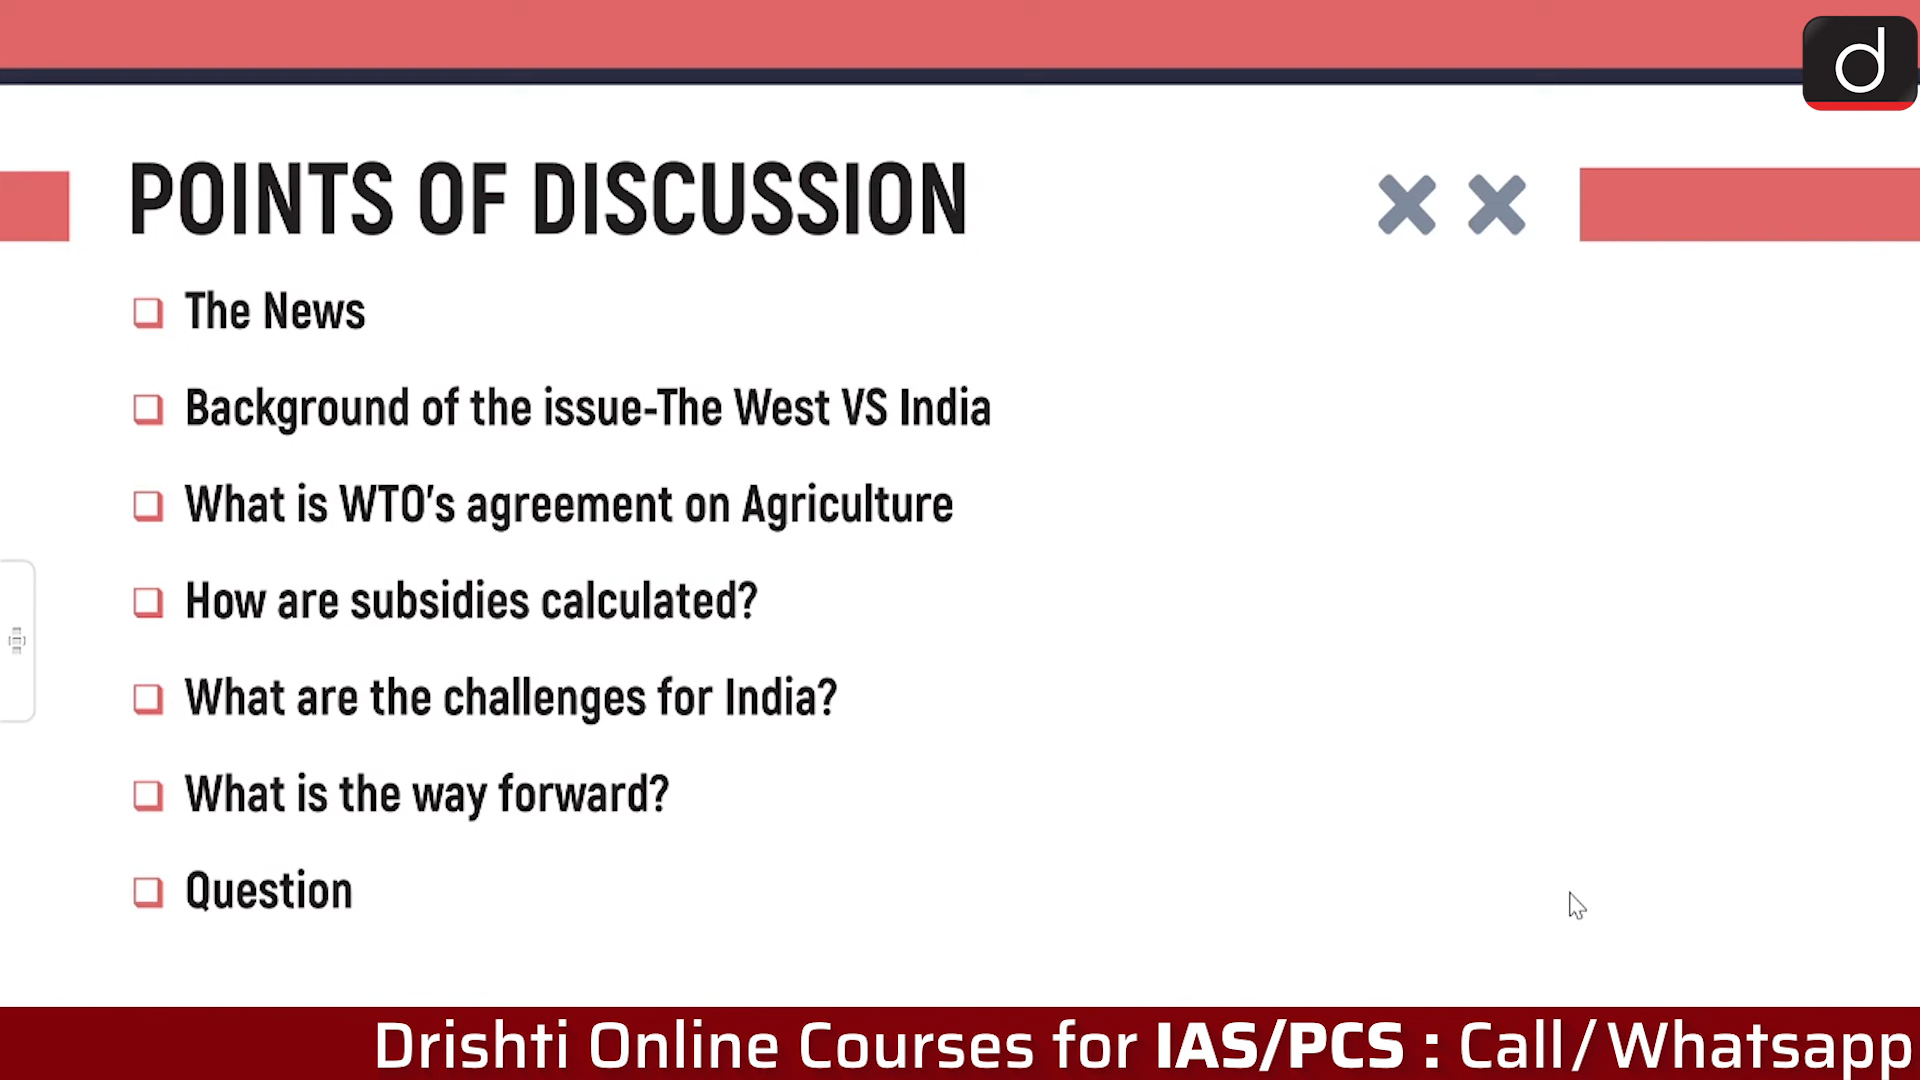 d
POINTS OF DISCUSSION
The News
Background of the issue-The West VS India
What is WTO's agreement on Agriculture
How are subsidies calculated?
What are the challenges for India?
What is the way forward?
Question
Drishti Online Courses for IAS/PCS : Call/Whatsapp